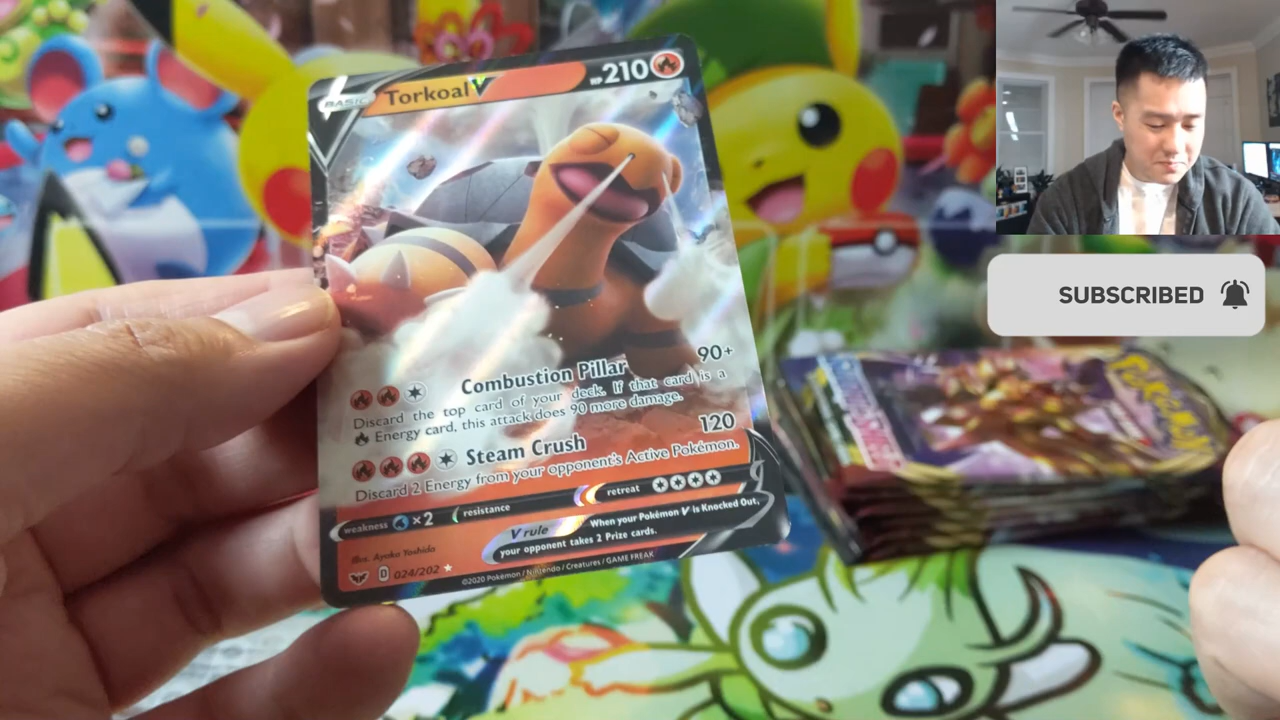 BASIC Torkoal V HP 210
Combustion Pillar 90+
Discard the top card of your deck. If that card is a
Energy card, this attack does 90 more damage.
Steam Crush 120
Discard 2 Energy from your opponent's Active Pokémon.
weakness ×2 resistance retreat
V rule When your Pokémon V is Knocked Out,
your opponent takes 2 Prize cards.
Illus. Ayaka Yoshida
D 024/202
©2020 Pokémon / Nintendo / Creatures / GAME FREAK
SUBSCRIBED
POKÉMON